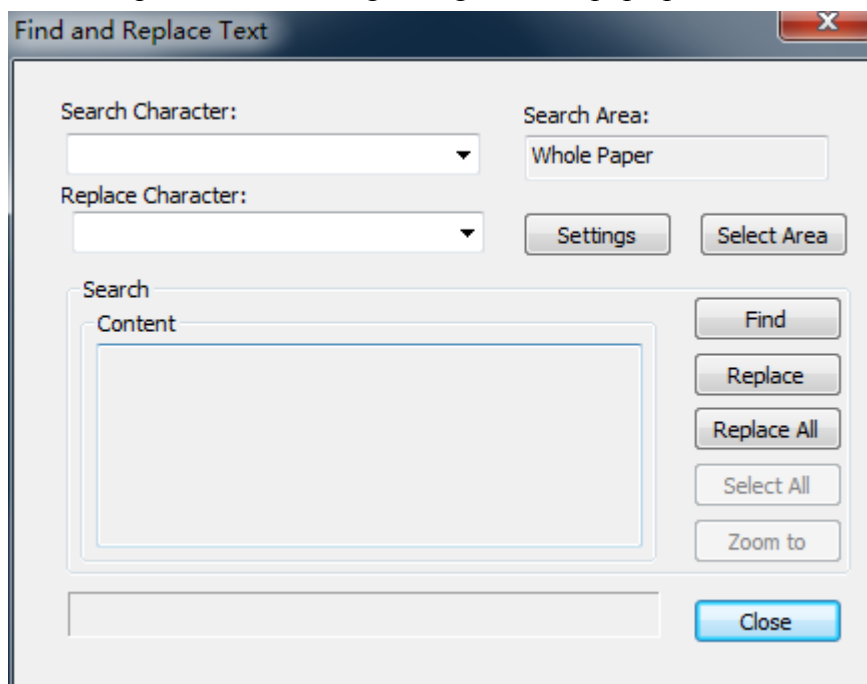 Find and Replace Text
Search Character:
Search Area:
Whole Paper
Replace Character:
Settings
Select Area
Search
Content
Find
Replace
Replace All
Select All
Zoom to
Close